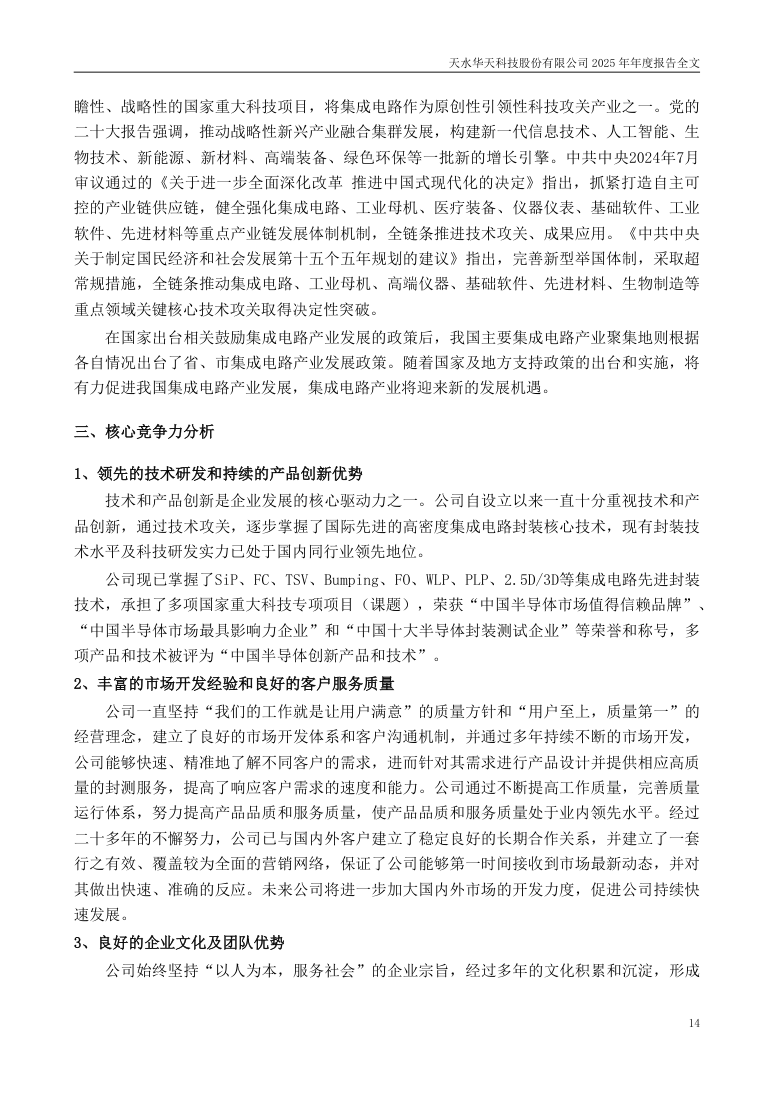 天水华天科技股份有限公司 2025 年年度报告全文
瞻性、战略性的国家重大科技项目，将集成电路作为原创性引领性科技攻关产业之一。党的
二十大报告强调，推动战略性新兴产业融合集群发展，构建新一代信息技术、人工智能、生
物技术、新能源、新材料、高端装备、绿色环保等一批新的增长引擎。中共中央2024年7月
审议通过的《关于进一步全面深化改革 推进中国式现代化的决定》指出，抓紧打造自主可
控的产业链供应链，健全强化集成电路、工业母机、医疗装备、仪器仪表、基础软件、工业
软件、先进材料等重点产业链发展体制机制，全链条推进技术攻关、成果应用。《中共中央
关于制定国民经济和社会发展第十五个五年规划的建议》指出，完善新型举国体制，采取超
常规措施，全链条推动集成电路、工业母机、高端仪器、基础软件、先进材料、生物制造等
重点领域关键核心技术攻关取得决定性突破。
在国家出台相关鼓励集成电路产业发展的政策后，我国主要集成电路产业聚集地则根据
各自情况出台了省、市集成电路产业发展政策。随着国家及地方支持政策的出台和实施，将
有力促进我国集成电路产业发展，集成电路产业将迎来新的发展机遇。
三、核心竞争力分析
1、领先的技术研发和持续的产品创新优势
技术和产品创新是企业发展的核心驱动力之一。公司自设立以来一直十分重视技术和产
品创新，通过技术攻关，逐步掌握了国际先进的高密度集成电路封装核心技术，现有封装技
术水平及科技研发实力已处于国内同行业领先地位。
公司现已掌握了SiP、FC、TSV、Bumping、FO、WLP、PLP、2.5D/3D等集成电路先进封装
技术，承担了多项国家重大科技专项项目（课题），荣获“中国半导体市场值得信赖品牌”、
“中国半导体市场最具影响力企业”和“中国十大半导体封装测试企业”等荣誉和称号，多
项产品和技术被评为“中国半导体创新产品和技术”。
2、丰富的市场开发经验和良好的客户服务质量
公司一直坚持“我们的工作就是让用户满意”的质量方针和“用户至上，质量第一”的
经营理念，建立了良好的市场开发体系和客户沟通机制，并通过多年持续不断的市场开发，
公司能够快速、精准地了解不同客户的需求，进而针对其需求进行产品设计并提供相应高质
量的封测服务，提高了响应客户需求的速度和能力。公司通过不断提高工作质量，完善质量
运行体系，努力提高产品品质和服务质量，使产品品质和服务质量处于业内领先水平。经过
二十多年的不懈努力，公司已与国内外客户建立了稳定良好的长期合作关系，并建立了一套
行之有效、覆盖较为全面的营销网络，保证了公司能够第一时间接收到市场最新动态，并对
其做出快速、准确的反应。未来公司将进一步加大国内外市场的开发力度，促进公司持续快
速发展。
3、良好的企业文化及团队优势
公司始终坚持“以人为本，服务社会”的企业宗旨，经过多年的文化积累和沉淀，形成
14